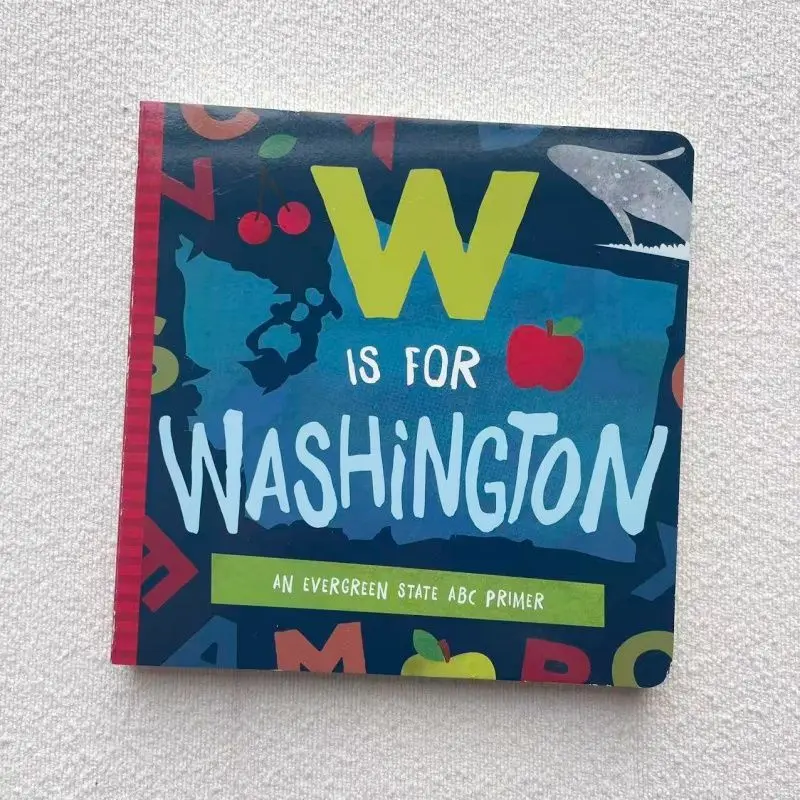 W
IS FOR
WASHiNGTON
AN EVERGREEN STATE ABC PRIMER